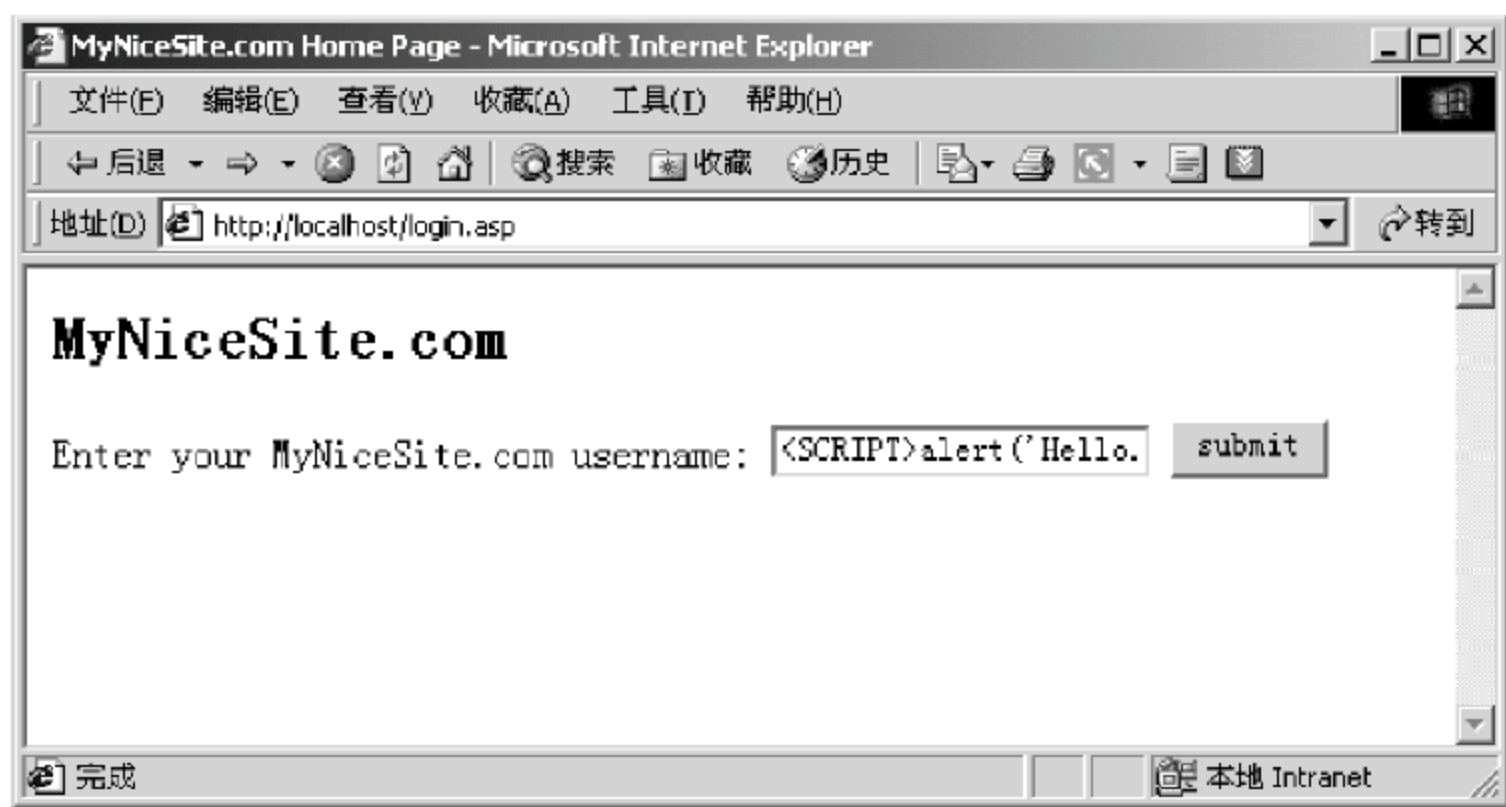 MyNiceSite.com Home Page - Microsoft Internet Explorer
文件(F) 编辑(E) 查看(V) 收藏(A) 工具(T) 帮助(H)
后退 搜索 收藏 历史
地址(D) http://localhost/login.asp 转到
MyNiceSite.com
Enter your MyNiceSite.com username: <SCRIPT>alert('Hello. submit
完成 本地 Intranet